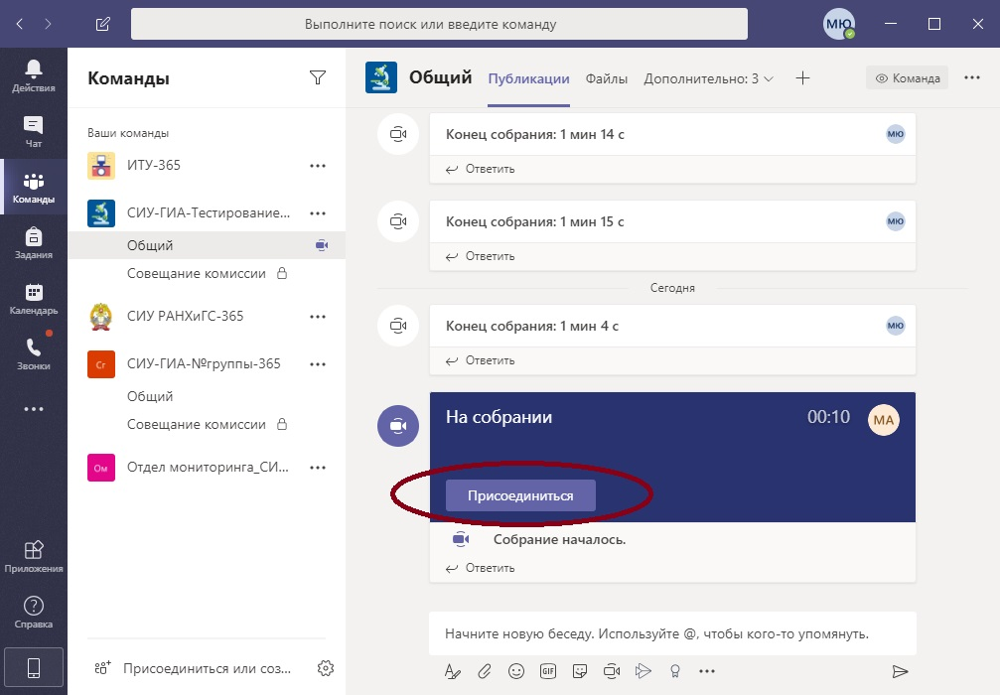 Выполните поиск или введите команду
МЮ
Действия
Чат
Команды
Задания
Календарь
Звонки
Приложения
Справка
Команды
Ваши команды
ИТУ-365
СИУ-ГИА-Тестирование...
Общий
Совещание комиссии
СИУ РАНХиГС-365
Сг
СИУ-ГИА-№группы-365
Общий
Совещание комиссии
Ом
Отдел мониторинга_СИ...
Присоединиться или соз...
Общий
Публикации
Файлы
Дополнительно: 3
Команда
Конец собрания: 1 мин 14 с
МЮ
Ответить
Конец собрания: 1 мин 15 с
МЮ
Ответить
Сегодня
Конец собрания: 1 мин 4 с
МЮ
Ответить
На собрании
00:10
МА
Присоединиться
Собрание началось.
Ответить
Начните новую беседу. Используйте @, чтобы кого-то упомянуть.
GIF